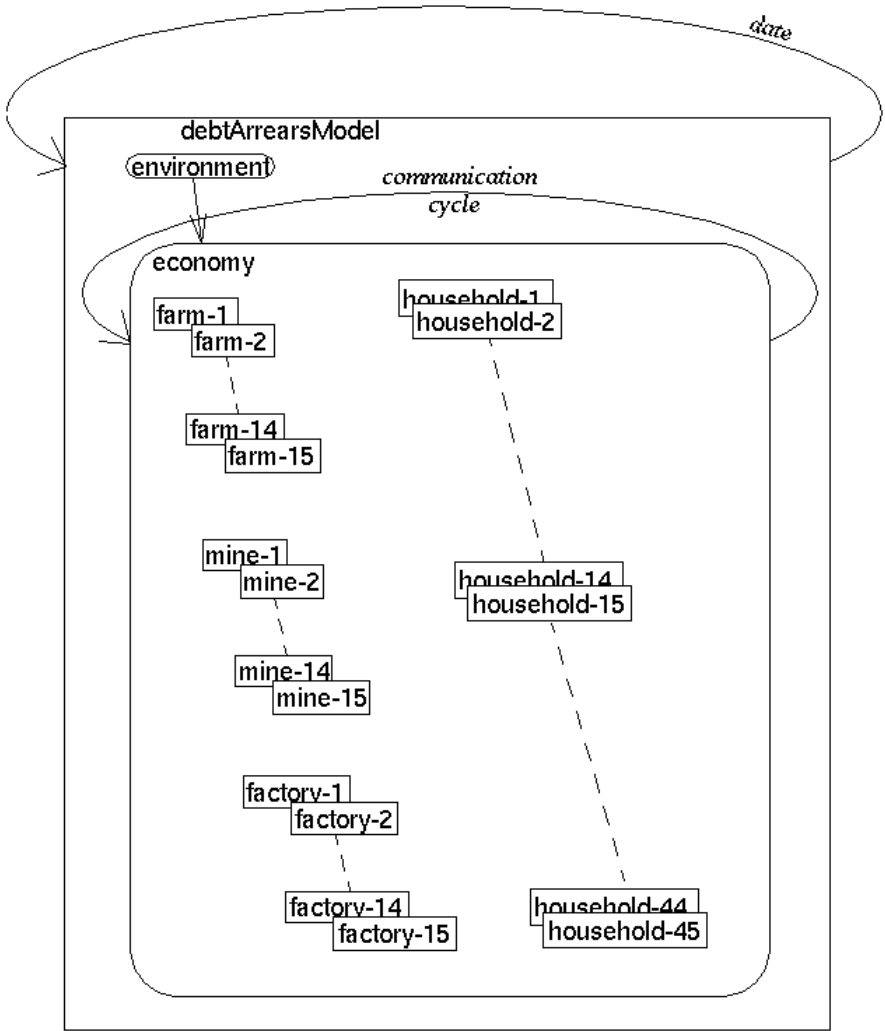 date
debtArrearsModel
environment
communication
cycle
economy
farm-1
farm-2
farm-14
farm-15
mine-1
mine-2
mine-14
mine-15
factory-1
factory-2
factory-14
factory-15
household-1
household-2
household-14
household-15
household-44
household-45